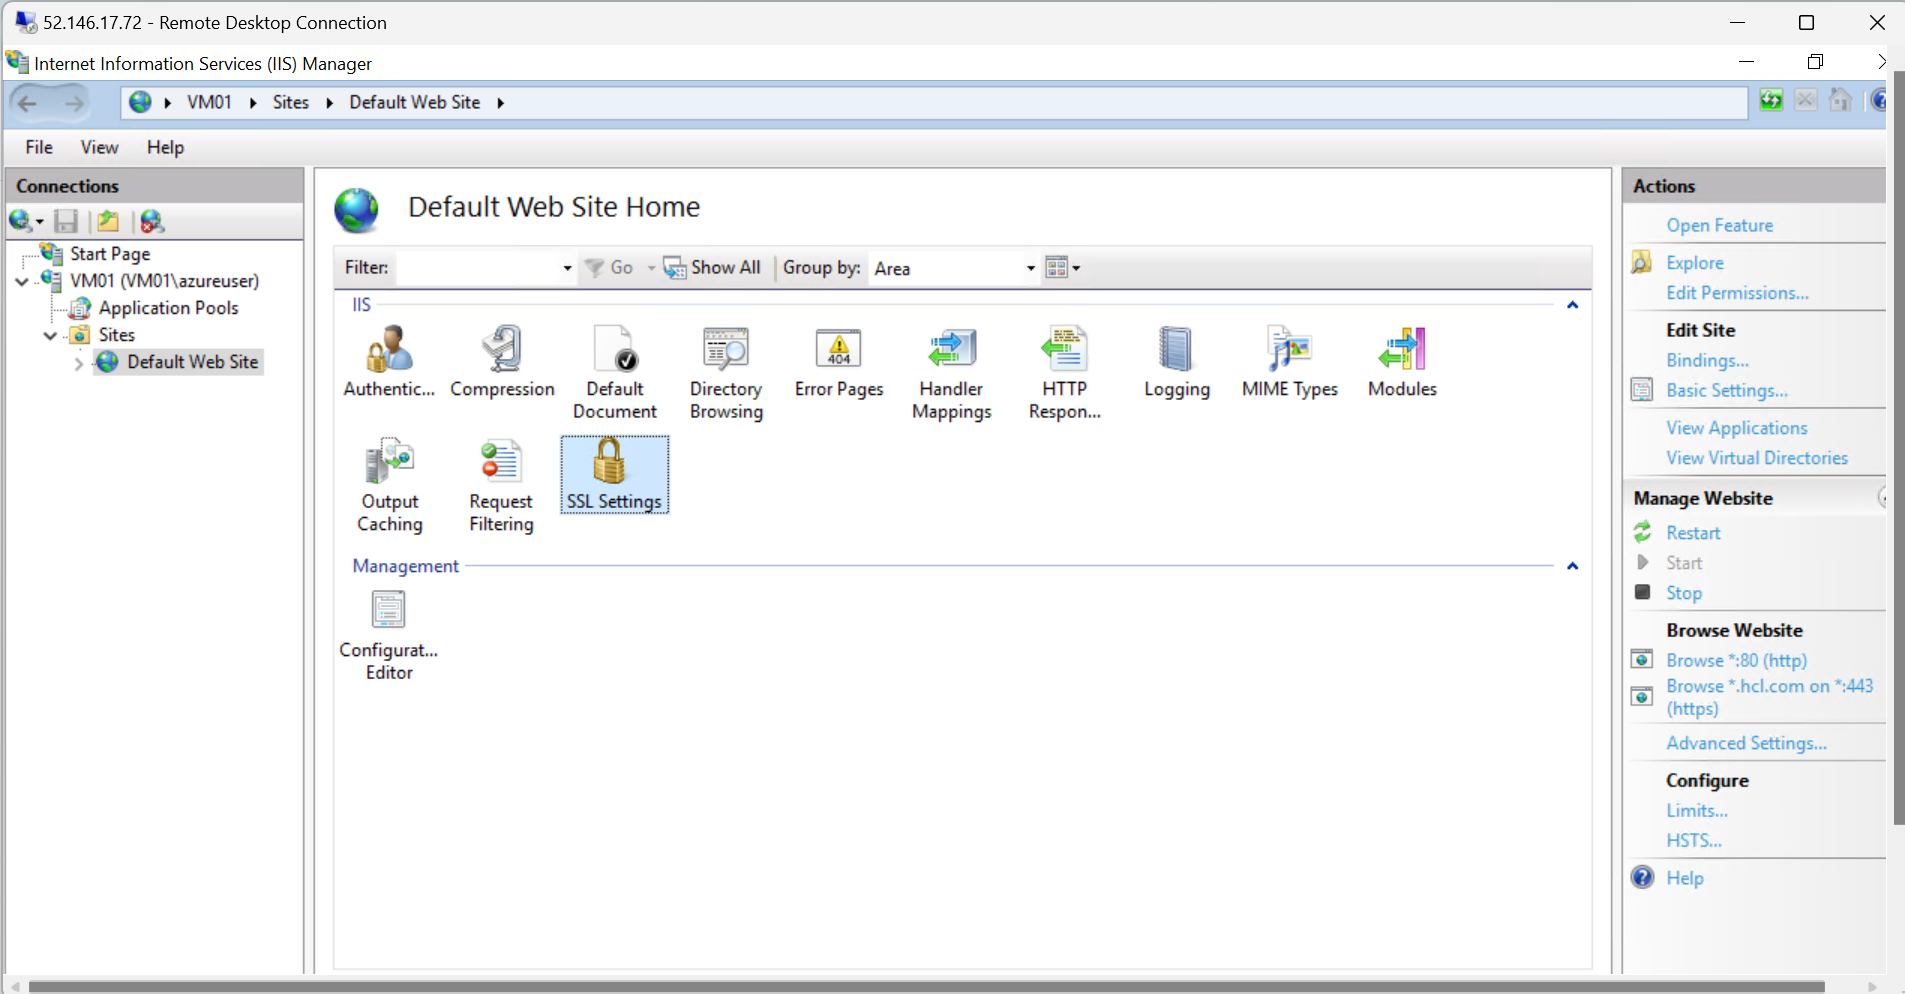 52.146.17.72 - Remote Desktop Connection
Internet Information Services (IIS) Manager
VM01 Sites Default Web Site
File View Help
Connections
Start Page
VM01 (VM01\azureuser)
Application Pools
Sites
Default Web Site
Default Web Site Home
Filter: Go Show All Group by: Area
IIS
Authentic... Compression Default Document Directory Browsing Error Pages Handler Mappings HTTP Respon... Logging MIME Types Modules
404
Output Caching Request Filtering SSL Settings
Management
Configurat... Editor
Actions
Open Feature
Explore
Edit Permissions...
Edit Site
Bindings...
Basic Settings...
View Applications
View Virtual Directories
Manage Website
Restart
Start
Stop
Browse Website
Browse *:80 (http)
Browse *.hcl.com on *:443
(https)
Advanced Settings...
Configure
Limits...
HSTS...
Help